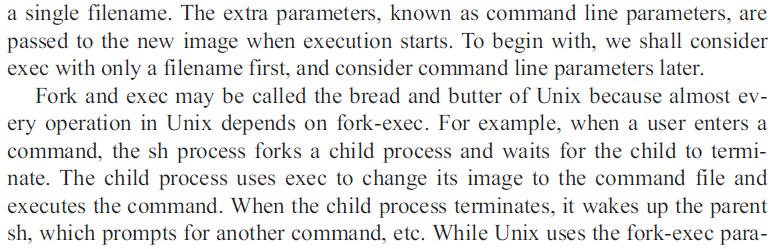 a single filename. The extra parameters, known as command line parameters, are
passed to the new image when execution starts. To begin with, we shall consider
exec with only a filename first, and consider command line parameters later.
Fork and exec may be called the bread and butter of Unix because almost ev-
ery operation in Unix depends on fork-exec. For example, when a user enters a
command, the sh process forks a child process and waits for the child to termi-
nate. The child process uses exec to change its image to the command file and
executes the command. When the child process terminates, it wakes up the parent
sh, which prompts for another command, etc. While Unix uses the fork-exec para-